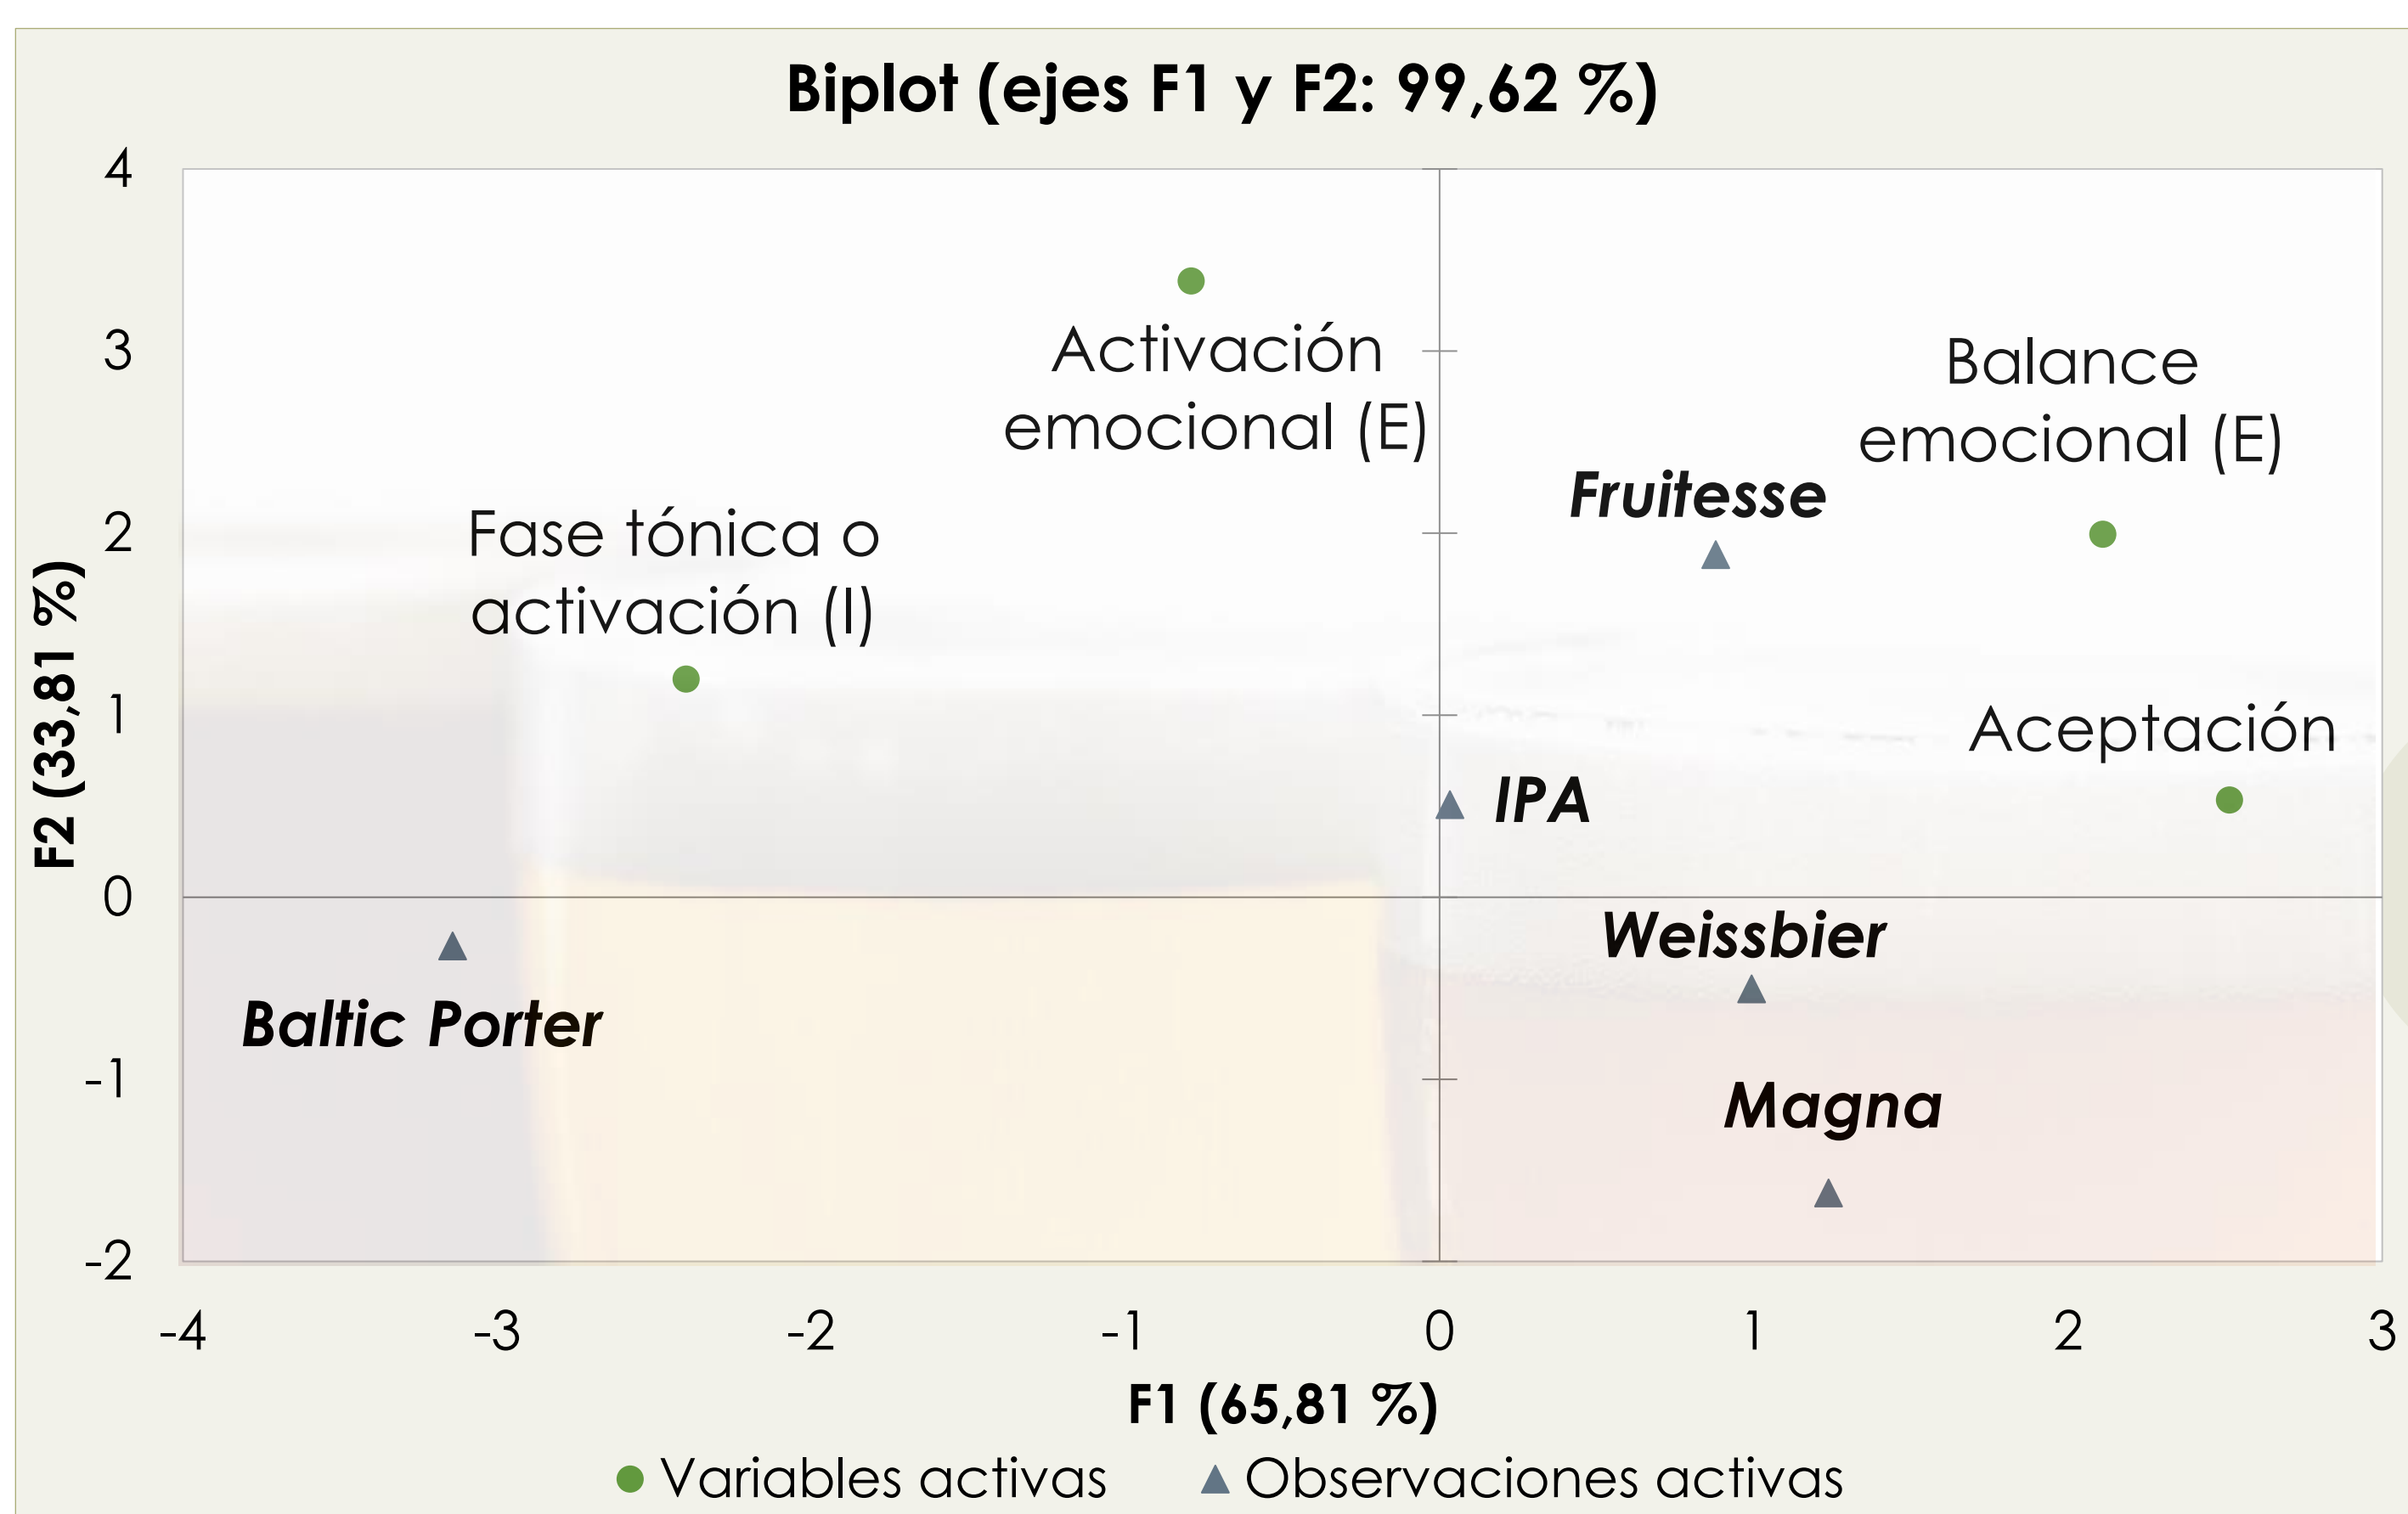 Biplot (ejes F1 y F2: 99,62 %)
4
3
2
1
0
-1
-2
F2 (33,81 %)
Activación
emocional (E)
Balance
emocional (E)
Fruitesse
Fase tónica o
activación (I)
Aceptación
IPA
Weissbier
Baltic Porter
Magna
-4 -3 -2 -1 0 1 2 3
F1 (65,81 %)
Variables activas Observaciones activas